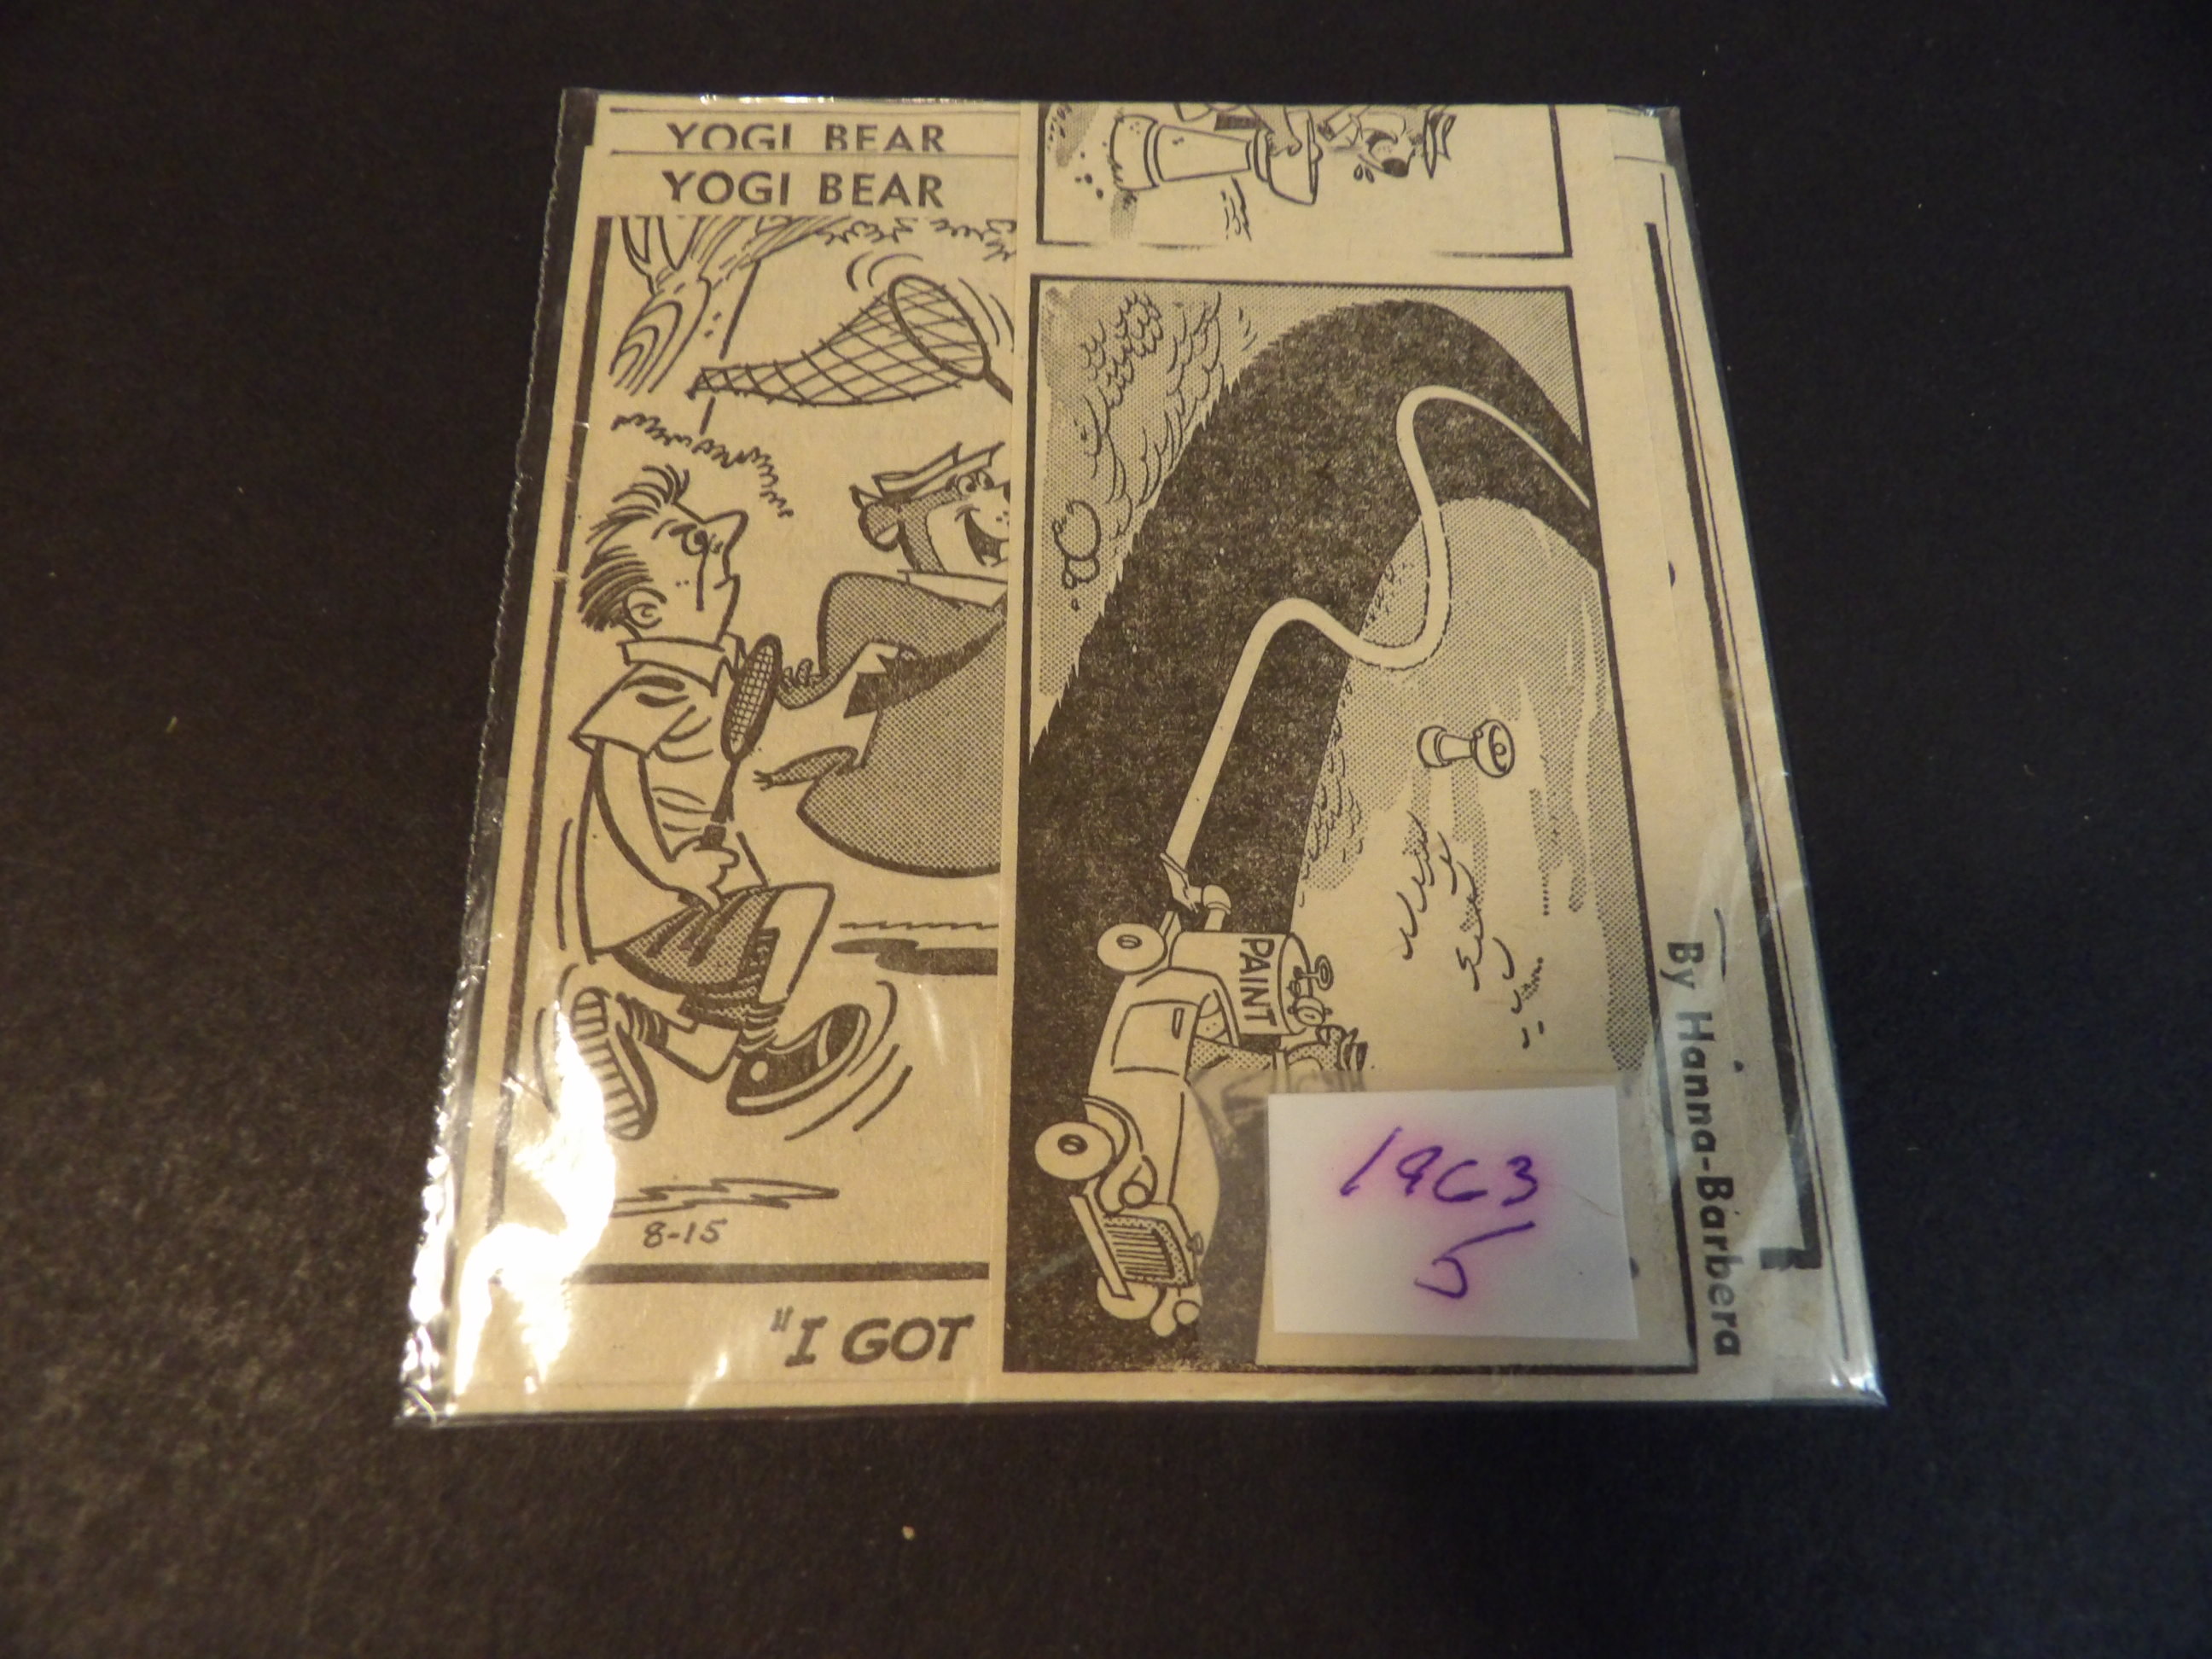 YOGI BEAR
YOGI BEAR
PAINT
By Hanna-Barbera
1963
5
8-15
"I GOT